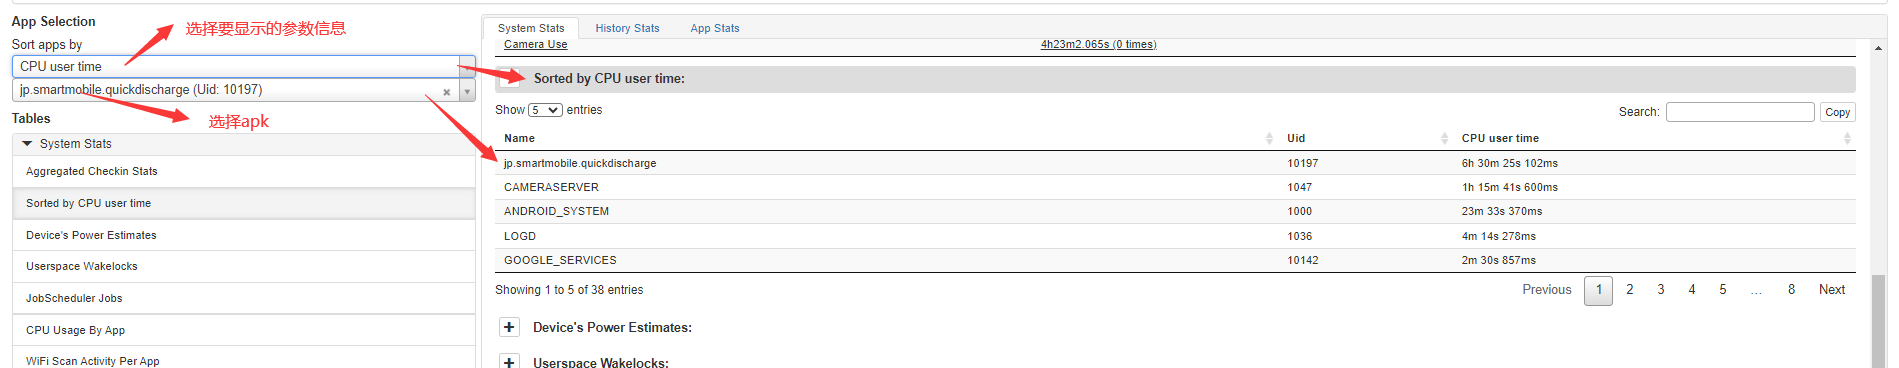 App Selection
选择要显示的参数信息
Sort apps by
CPU user time
jp.smartmobile.quickdischarge (Uid: 10197)
选择apk
Tables
System Stats
Aggregated Checkin Stats
Sorted by CPU user time
Device's Power Estimates
Userspace Wakelocks
JobScheduler Jobs
CPU Usage By App
WiFi Scan Activity Per App
System Stats History Stats App Stats
Camera Use 4h23m2.065s (0 times)
Sorted by CPU user time:
Show 5 entries Search: Copy
Name Uid CPU user time
jp.smartmobile.quickdischarge 10197 6h 30m 25s 102ms
CAMERASERVER 1047 1h 15m 41s 600ms
ANDROID_SYSTEM 1000 23m 33s 370ms
LOGD 1036 4m 14s 278ms
GOOGLE_SERVICES 10142 2m 30s 857ms
Showing 1 to 5 of 38 entries Previous 1 2 3 4 5 … 8 Next
Device's Power Estimates:
Userspace Wakelocks: